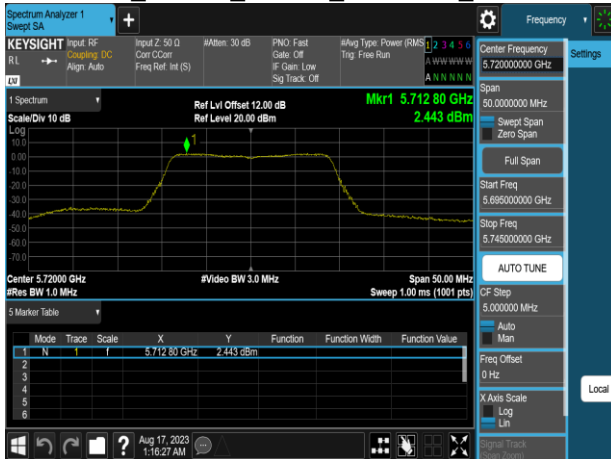 Spectrum Analyzer 1
Swept SA
+
Frequency
KEYSIGHT
RL
LXI
Input: RF
Coupling: DC
Align: Auto
Input Z: 50 Ω
Corr CCorr
Freq Ref: Int (S)
#Atten: 30 dB
PNO: Fast
Gate: Off
IF Gain: Low
Sig Track: Off
#Avg Type: Power (RMS
Trig: Free Run
1 2 3 4 5 6
A W W W W W
A N N N N N
Center Frequency
5.720000000 GHz
Settings
Span
50.0000000 MHz
Swept Span
Zero Span
Full Span
Start Freq
5.695000000 GHz
Stop Freq
5.745000000 GHz
AUTO TUNE
CF Step
5.000000 MHz
Auto
Man
Freq Offset
0 Hz
X Axis Scale
Log
Lin
Signal Track
(Span Zoom)
Local
1 Spectrum
Scale/Div 10 dB
Ref Lvl Offset 12.00 dB
Ref Level 20.00 dBm
Mkr1 5.712 80 GHz
2.443 dBm
Log
10.0
0.00
-10.0
-20.0
-30.0
-40.0
-50.0
-60.0
-70.0
1
Center 5.72000 GHz
#Res BW 1.0 MHz
#Video BW 3.0 MHz
Span 50.00 MHz
Sweep 1.00 ms (1001 pts)
5 Marker Table
Mode Trace Scale X Y Function Function Width Function Value
1 N 1 f 5.712 80 GHz 2.443 dBm
2
3
4
5
6
?
Aug 17, 2023
1:16:27 AM